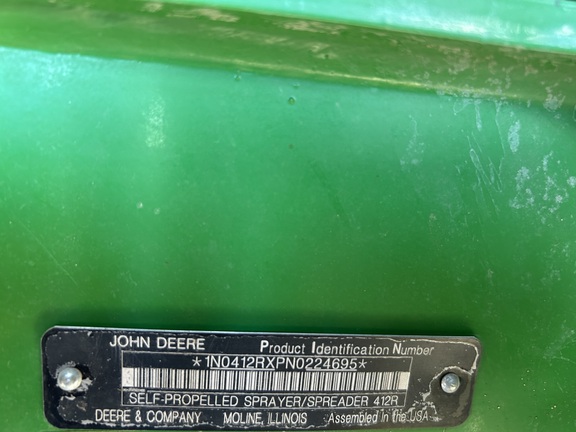 JOHN DEERE Product Identification Number
*1N0412RXPN0224695*
SELF-PROPELLED SPRAYER/SPREADER 412R
DEERE & COMPANY MOLINE, ILLINOIS Assembled in the USA